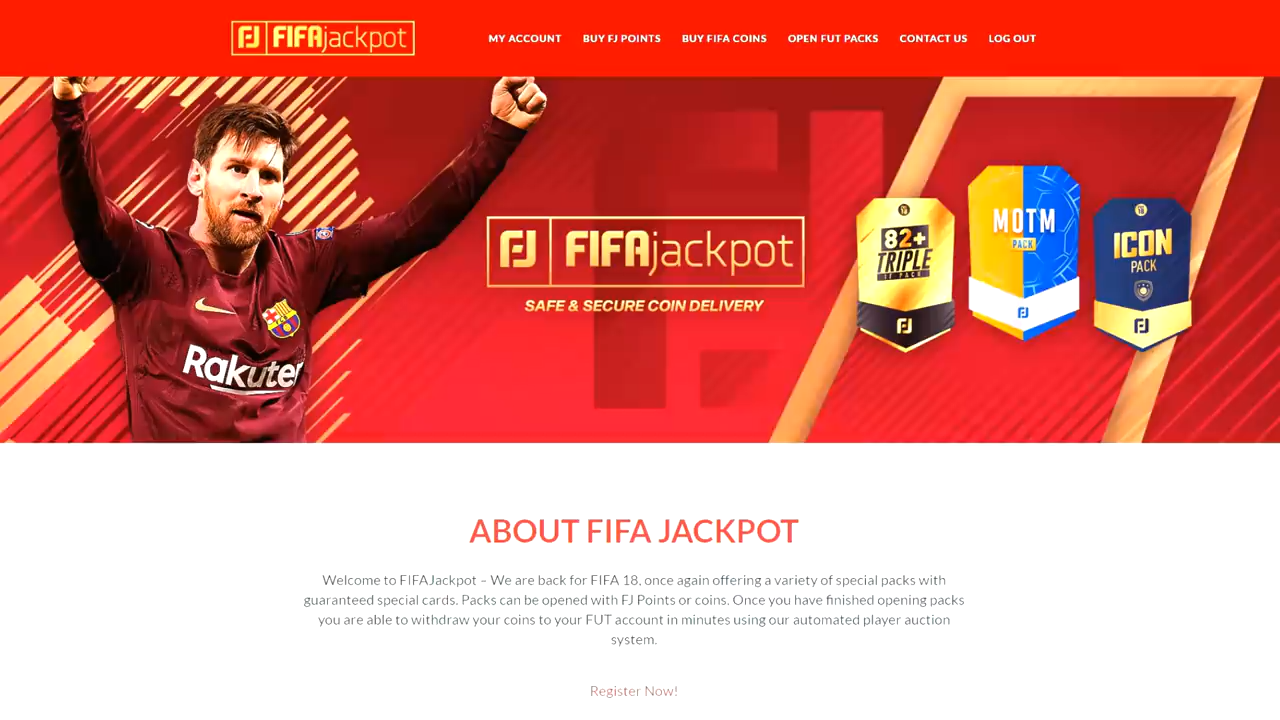 FJ FIFAjackpot
MY ACCOUNT BUY FJ POINTS BUY FIFA COINS OPEN FUT PACKS CONTACT US LOG OUT
FJ FIFAjackpot
SAFE & SECURE COIN DELIVERY
Rakuten
82+
TRIPLE
IF PACK
FJ
MOTM
PACK
FJ
ICON
PACK
FJ
ABOUT FIFA JACKPOT
Welcome to FIFAJackpot – We are back for FIFA 18, once again offering a variety of special packs with
guaranteed special cards. Packs can be opened with FJ Points or coins. Once you have finished opening packs
you are able to withdraw your coins to your FUT account in minutes using our automated player auction
system.
Register Now!